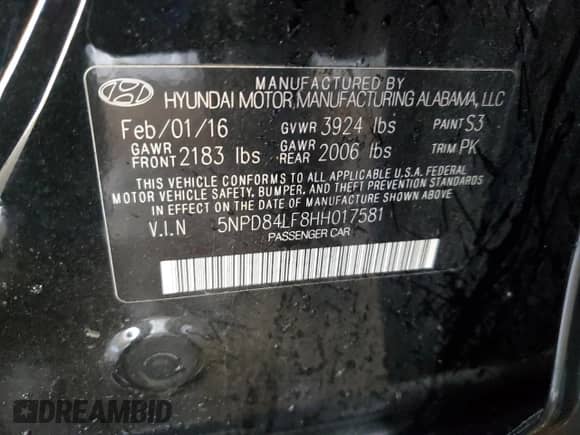 MANUFACTURED BY
HYUNDAI MOTOR MANUFACTURING ALABAMA, LLC
Feb/01/16 GVWR 3924 lbs PAINT S3
GAWR FRONT 2183 lbs GAWR REAR 2006 lbs TRIM PK
THIS VEHICLE CONFORMS TO ALL APPLICABLE U.S.A. FEDERAL
MOTOR VEHICLE SAFETY, BUMPER, AND THEFT PREVENTION STANDARDS
IN EFFECT ON THE DATE OF MANUFACTURE SHOWN ABOVE.
V.I.N 5NPD84LF8HH017581
PASSENGER CAR
DREAMBID